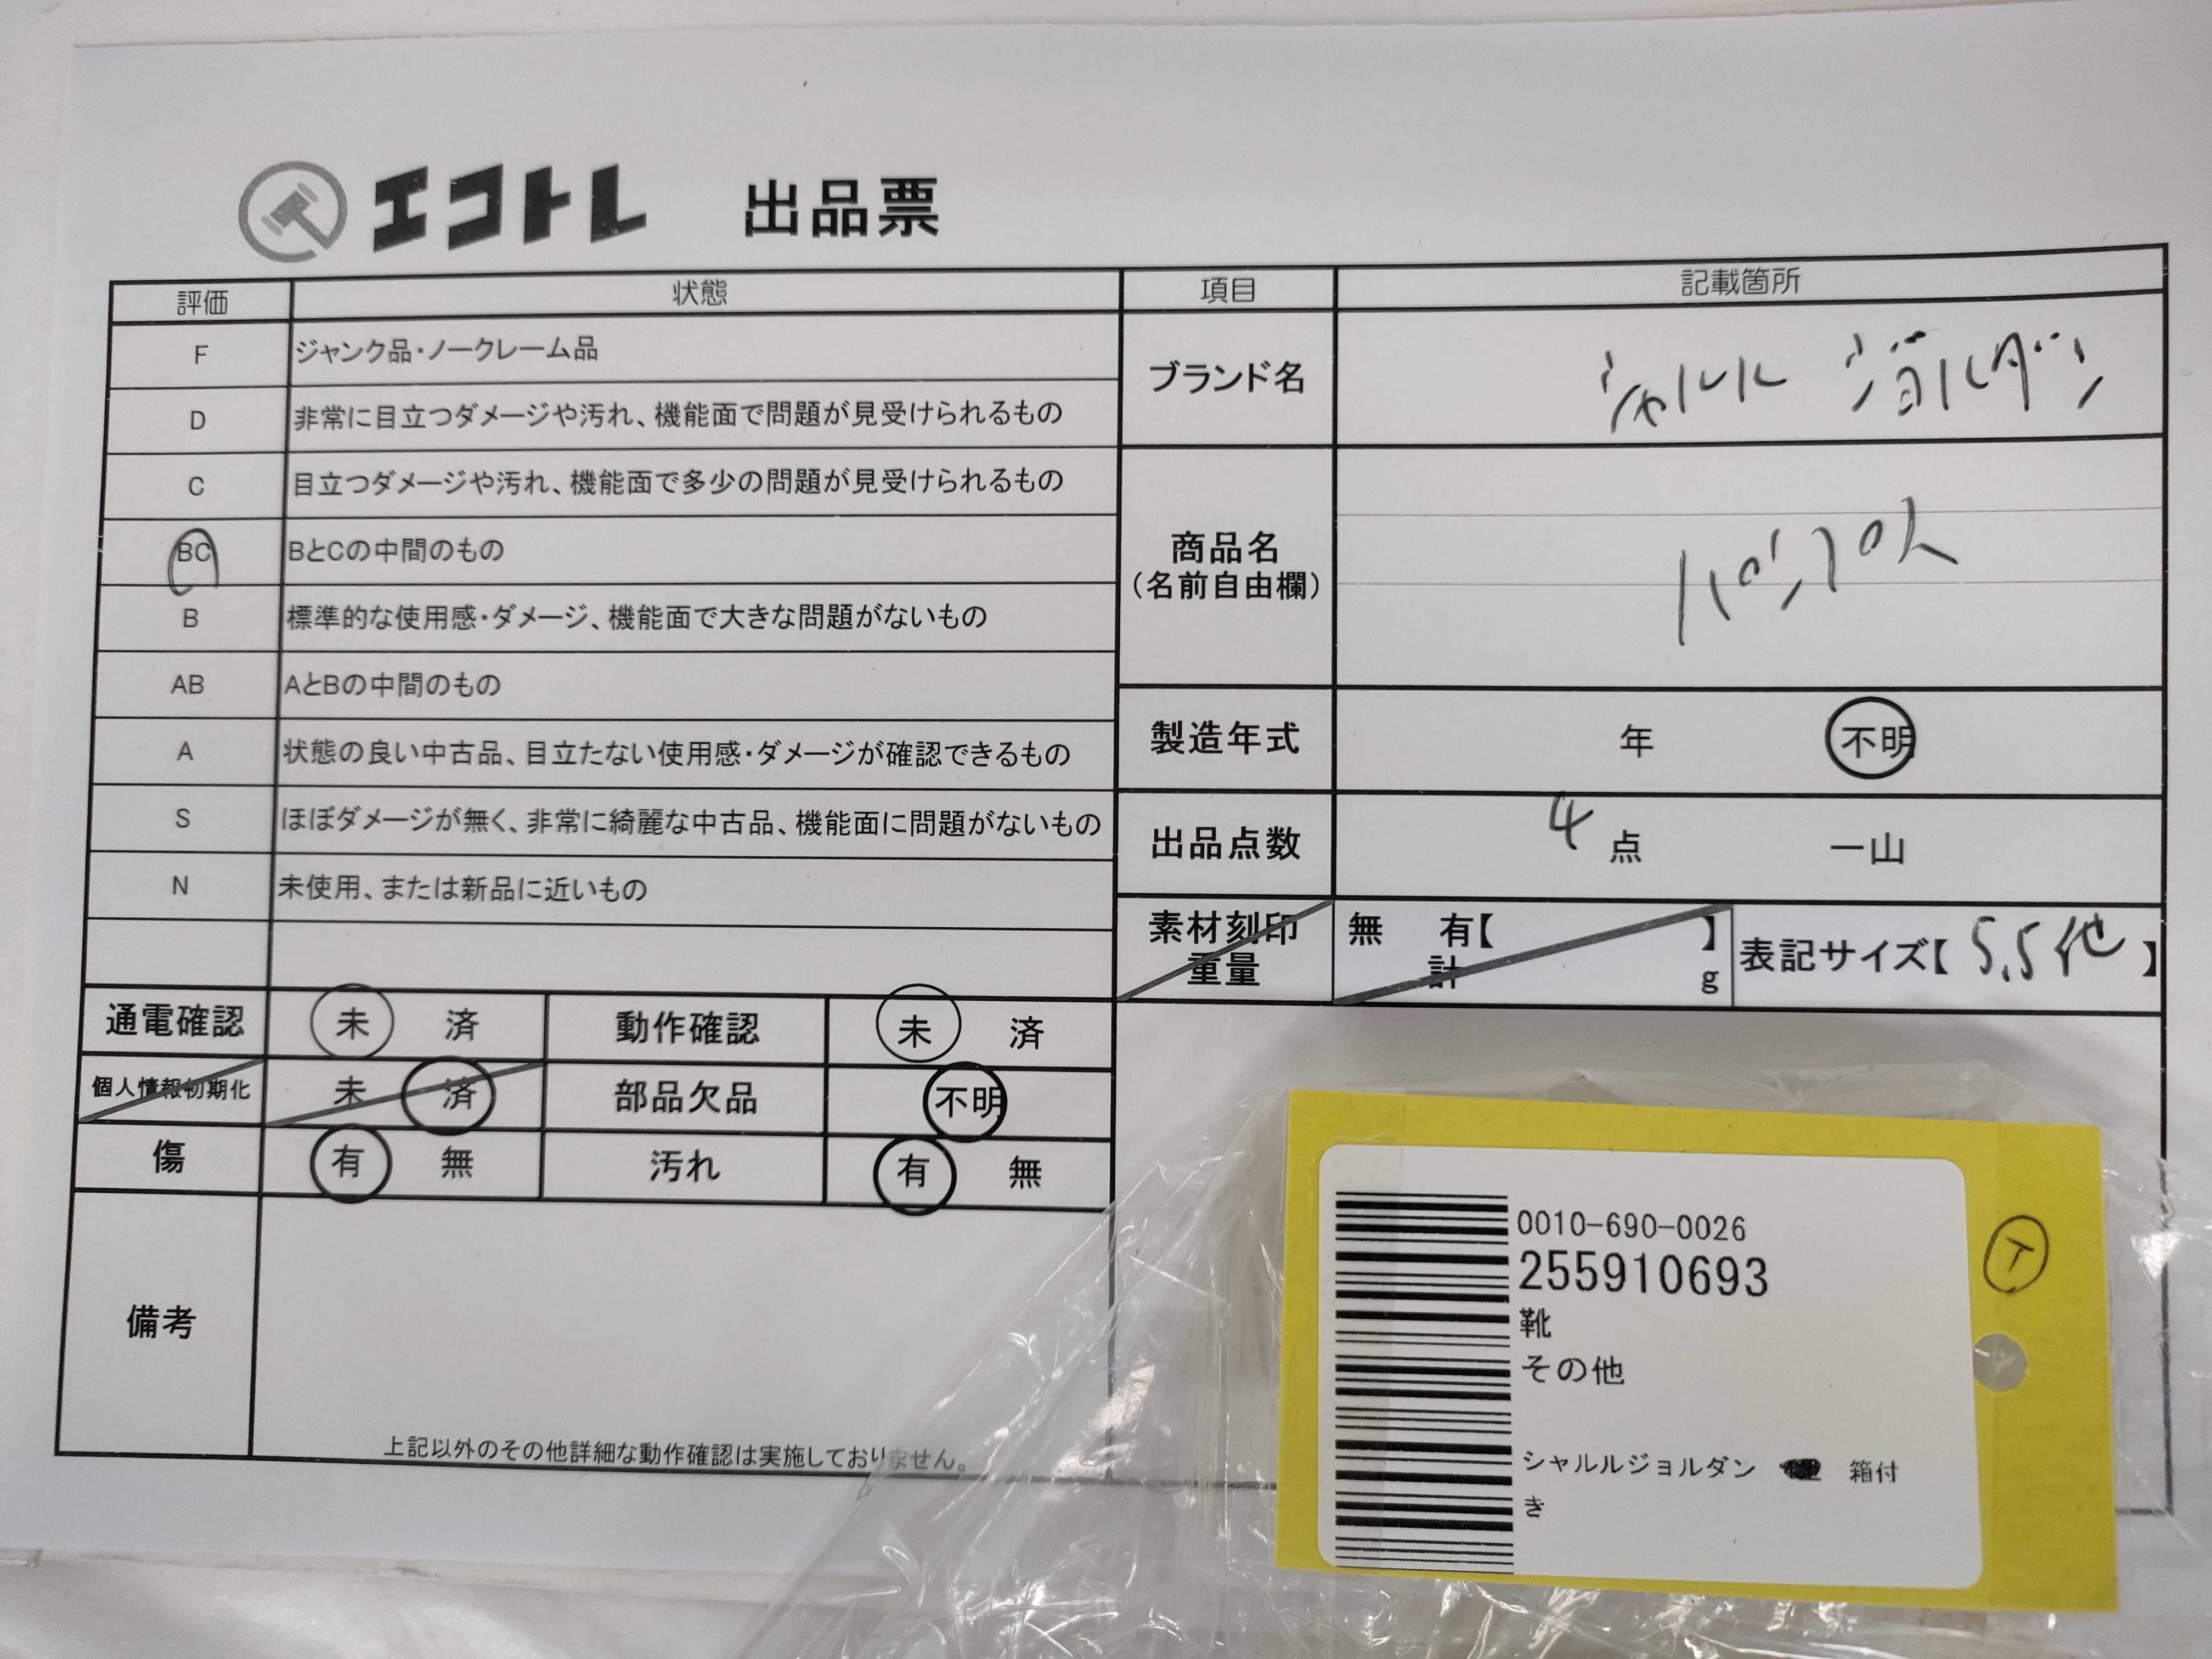 エコトレ 出品票
評価 状態 項目 記載箇所
F ジャンク品・ノークレーム品
D 非常に目立つダメージや汚れ、機能面で問題が見受けられるもの
C 目立つダメージや汚れ、機能面で多少の問題が見受けられるもの
BC BとCの中間のもの
B 標準的な使用感・ダメージ、機能面で大きな問題がないもの
AB AとBの中間のもの
A 状態の良い中古品、目立たない使用感・ダメージが確認できるもの
S ほぼダメージが無く、非常に綺麗な中古品、機能面に問題がないもの
N 未使用、または新品に近いもの
ブランド名 シャルル ジョルダン
商品名
(名前自由欄)
パンプス
製造年式 年 不明
出品点数 4 点 一山
素材刻印 無 有【 】
重量 計 g
表記サイズ【 5.5他 】
通電確認 未 済 動作確認 未 済
個人情報初期化 未 済 部品欠品 不明
傷 有 無 汚れ 有 無
備考
上記以外のその他詳細な動作確認は実施しておりません。
0010-690-0026
255910693
靴
その他
シャルルジョルダン 箱付
き
T